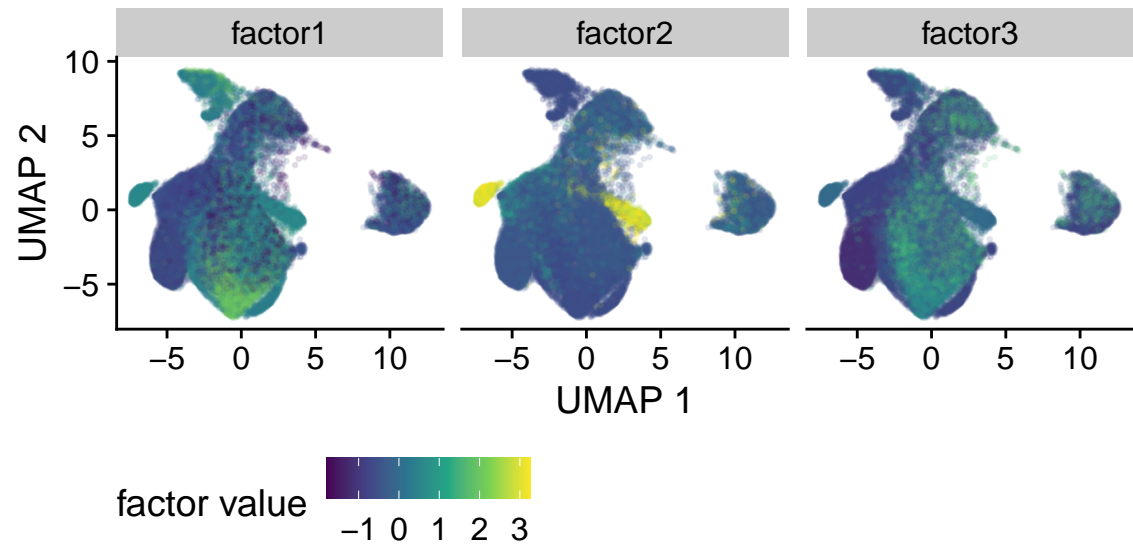 factor1 factor2 factor3
10
5
0
−5
UMAP 2
−5 0 5 10 −5 0 5 10 −5 0 5 10
UMAP 1
factor value
−1 0 1 2 3